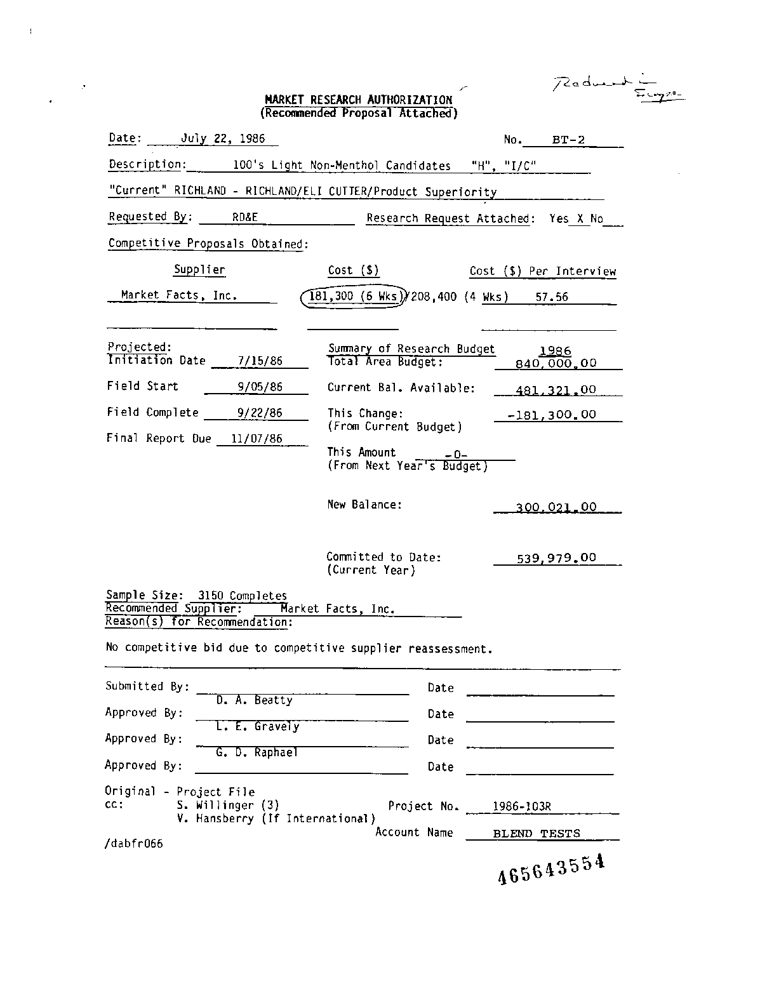 MARKET RESEARCH AUTHORIZATION
(Recommended Proposal Attached)
Date: July 22, 1986 No. BT-2
Description: 100's Light Non-Menthol Candidates "H", "I/C"
"Current" RICHLAND - RICHLAND/ELI CUTTER/Product Superiority
Requested By: RD&E Research Request Attached: Yes X No
Competitive Proposals Obtained:
Supplier Cost ($) Cost ($) Per Interview
Market Facts, Inc. 181,300 (6 Wks)/208,400 (4 Wks) 57.56
Projected: Summary of Research Budget 1986
Initiation Date 7/15/86 Total Area Budget: 840,000.00
Field Start 9/05/86 Current Bal. Available: 481,321.00
Field Complete 9/22/86 This Change: -181,300.00
(From Current Budget)
Final Report Due 11/07/86
This Amount -0-
(From Next Year's Budget)
New Balance: 300,021.00
Committed to Date: 539,979.00
(Current Year)
Sample Size: 3150 Completes
Recommended Supplier: Market Facts, Inc.
Reason(s) for Recommendation:
No competitive bid due to competitive supplier reassessment.
Submitted By: Date
D. A. Beatty
Approved By: Date
L. E. Gravely
Approved By: Date
G. D. Raphael
Approved By: Date
Original - Project File
cc: S. Willinger (3) Project No. 1986-103R
V. Hansberry (If International)
Account Name BLEND TESTS
/dabfr066
465643554